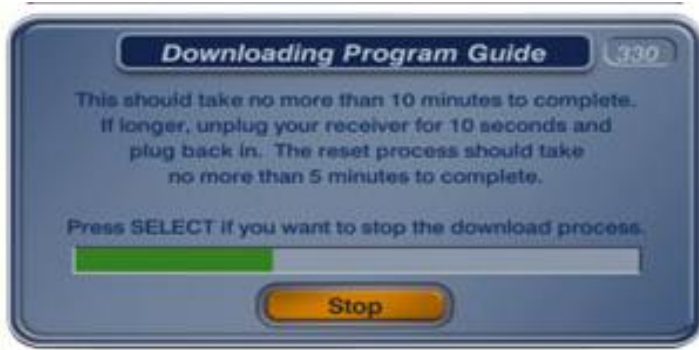 Downloading Program Guide 330
This should take no more than 10 minutes to complete.
If longer, unplug your receiver for 10 seconds and
plug back in. The reset process should take
no more than 5 minutes to complete.
Press SELECT if you want to stop the download process.
Stop